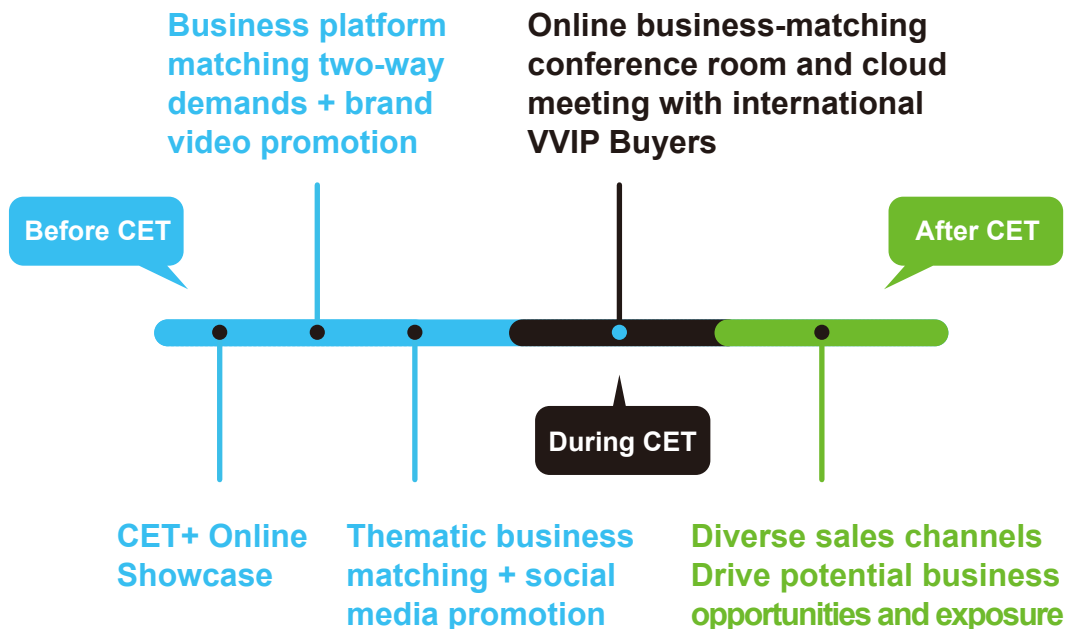 Business platform
matching two-way
demands + brand
video promotion
Online business-matching
conference room and cloud
meeting with international
VVIP Buyers
Before CET
After CET
During CET
CET+ Online
Showcase
Thematic business
matching + social
media promotion
Diverse sales channels
Drive potential business
opportunities and exposure